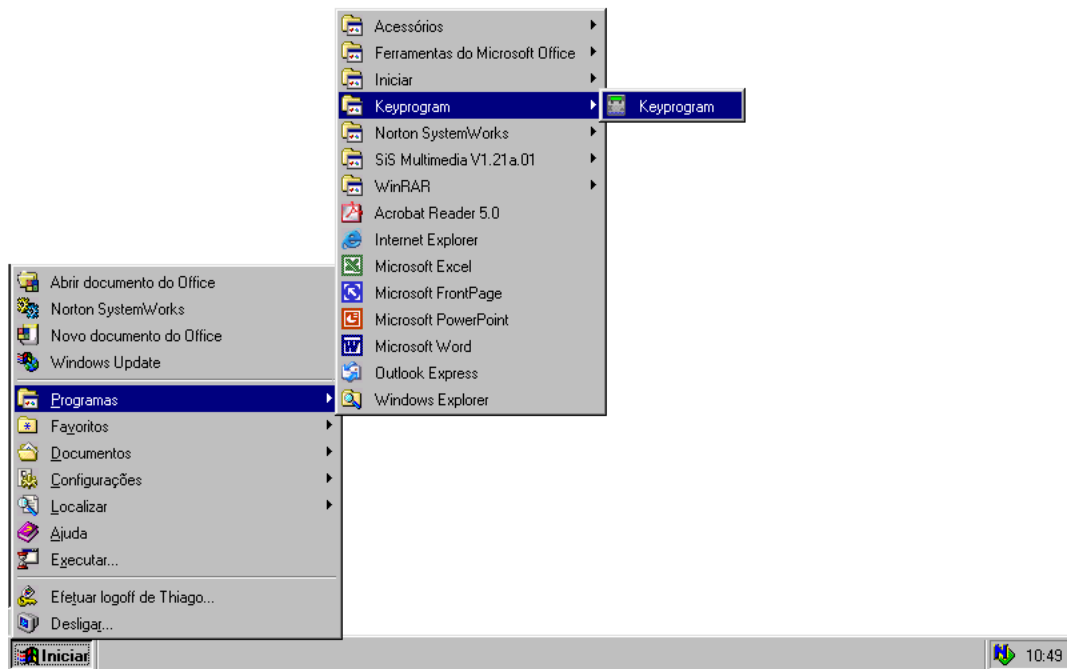 Acessórios
Ferramentas do Microsoft Office
Iniciar
Keyprogram
Keyprogram
Norton SystemWorks
SiS Multimedia V1.21a.01
WinRAR
Acrobat Reader 5.0
Internet Explorer
Microsoft Excel
Microsoft FrontPage
Microsoft PowerPoint
Microsoft Word
Outlook Express
Windows Explorer
Abrir documento do Office
Norton SystemWorks
Novo documento do Office
Windows Update
Programas
Favoritos
Documentos
Configurações
Localizar
Ajuda
Executar...
Efetuar logoff de Thiago...
Desligar...
Iniciar
10:49